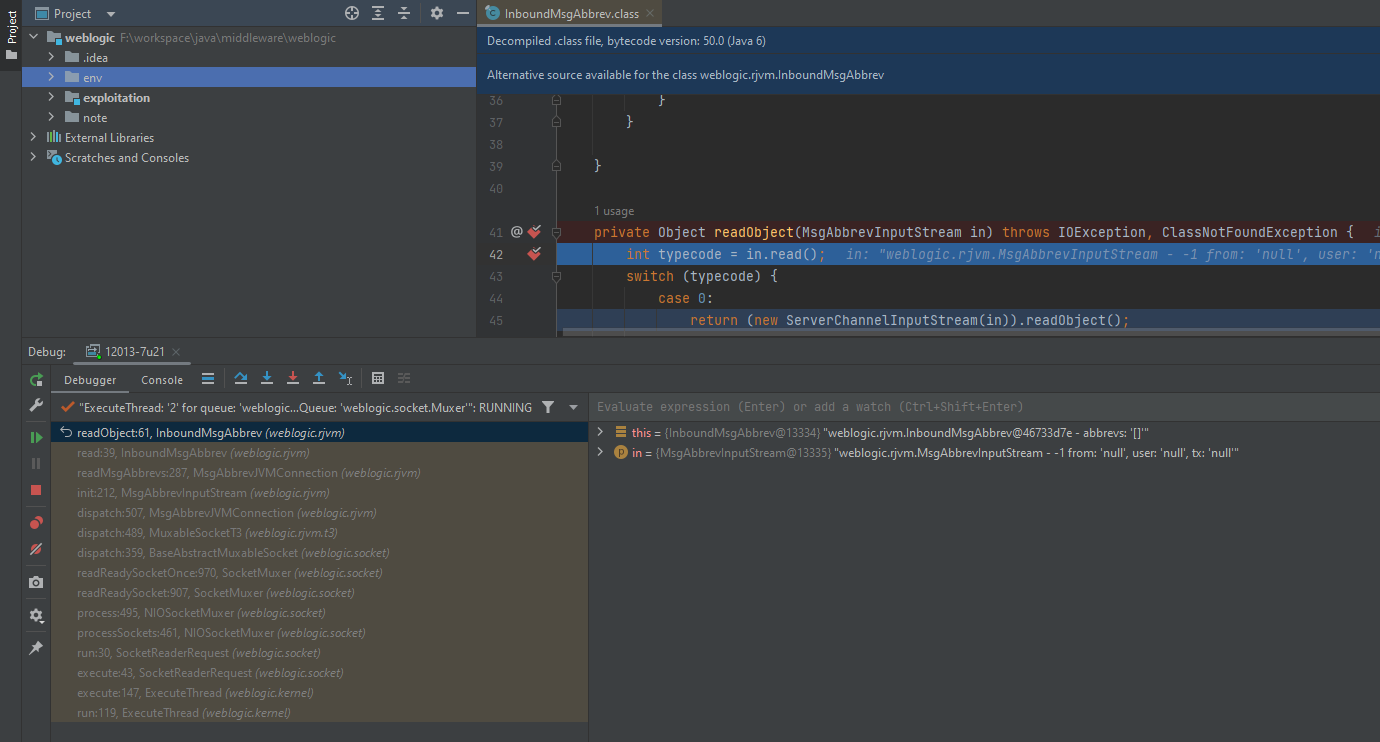 Project
Project
weblogic F:\workspace\java\middleware\weblogic
.idea
env
exploitation
note
External Libraries
Scratches and Consoles
InboundMsgAbbrev.class
Decompiled .class file, bytecode version: 50.0 (Java 6)
Alternative source available for the class weblogic.rjvm.InboundMsgAbbrev
36 }
37 }
38
39 }
40
1 usage
41 @ private Object readObject(MsgAbbrevInputStream in) throws IOException, ClassNotFoundException {
42 int typecode = in.read(); in: "weblogic.rjvm.MsgAbbrevInputStream - -1 from: 'null', user: 'n
43 switch (typecode) {
44 case 0:
45 return (new ServerChannelInputStream(in)).readObject();
Debug: 12013-7u21
Debugger Console
"ExecuteThread: '2' for queue: 'weblogic...Queue: 'weblogic.socket.Muxer'": RUNNING
Evaluate expression (Enter) or add a watch (Ctrl+Shift+Enter)
readObject:61, InboundMsgAbbrev (weblogic.rjvm)
read:39, InboundMsgAbbrev (weblogic.rjvm)
readMsgAbbrevs:287, MsgAbbrevJVMConnection (weblogic.rjvm)
init:212, MsgAbbrevInputStream (weblogic.rjvm)
dispatch:507, MsgAbbrevJVMConnection (weblogic.rjvm)
dispatch:489, MuxableSocketT3 (weblogic.rjvm.t3)
dispatch:359, BaseAbstractMuxableSocket (weblogic.socket)
readReadySocketOnce:970, SocketMuxer (weblogic.socket)
readReadySocket:907, SocketMuxer (weblogic.socket)
process:495, NIOSocketMuxer (weblogic.socket)
processSockets:461, NIOSocketMuxer (weblogic.socket)
run:30, SocketReaderRequest (weblogic.socket)
execute:43, SocketReaderRequest (weblogic.socket)
execute:147, ExecuteThread (weblogic.kernel)
run:119, ExecuteThread (weblogic.kernel)
this = {InboundMsgAbbrev@13334} "weblogic.rjvm.InboundMsgAbbrev@46733d7e - abbrevs: '[]'"
in = {MsgAbbrevInputStream@13335} "weblogic.rjvm.MsgAbbrevInputStream - -1 from: 'null', user: 'null', tx: 'null'"